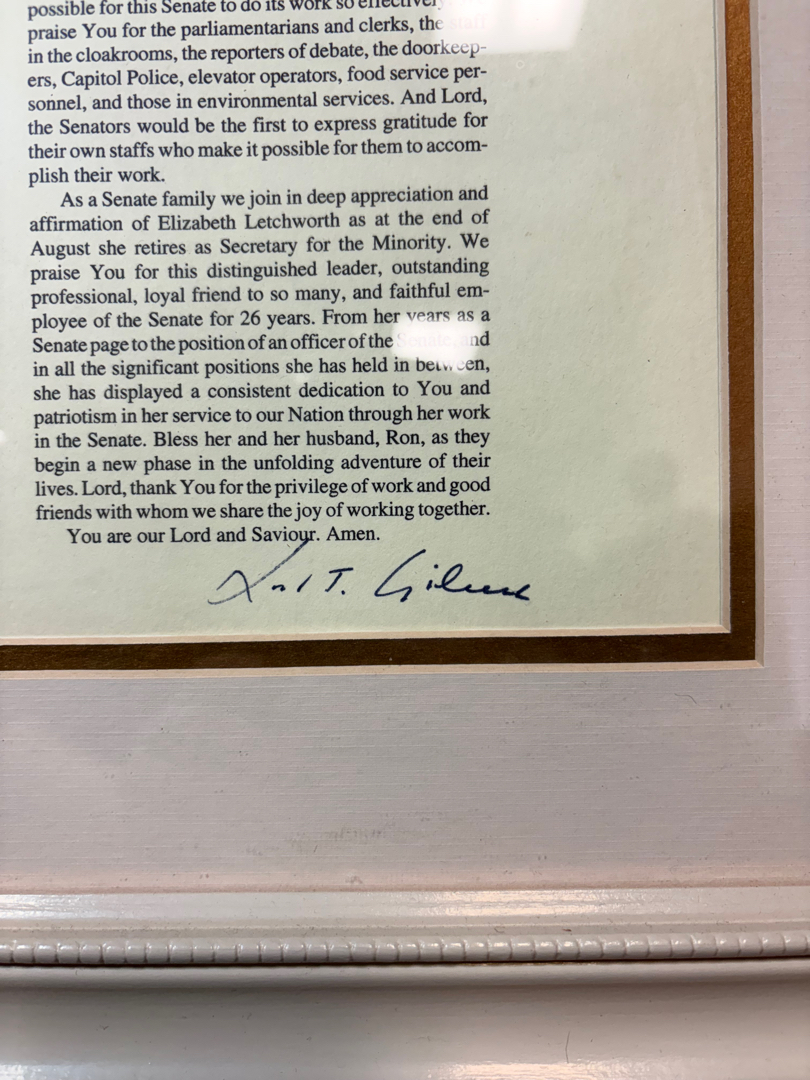 possible for this Senate to do its work so effectively.
praise You for the parliamentarians and clerks, the staff
in the cloakrooms, the reporters of debate, the doorkeep-
ers, Capitol Police, elevator operators, food service per-
sonnel, and those in environmental services. And Lord,
the Senators would be the first to express gratitude for
their own staffs who make it possible for them to accom-
plish their work.
As a Senate family we join in deep appreciation and
affirmation of Elizabeth Letchworth as at the end of
August she retires as Secretary for the Minority. We
praise You for this distinguished leader, outstanding
professional, loyal friend to so many, and faithful em-
ployee of the Senate for 26 years. From her years as a
Senate page to the position of an officer of the Senate, and
in all the significant positions she has held in between,
she has displayed a consistent dedication to You and
patriotism in her service to our Nation through her work
in the Senate. Bless her and her husband, Ron, as they
begin a new phase in the unfolding adventure of their
lives. Lord, thank You for the privilege of work and good
friends with whom we share the joy of working together.
You are our Lord and Saviour. Amen.